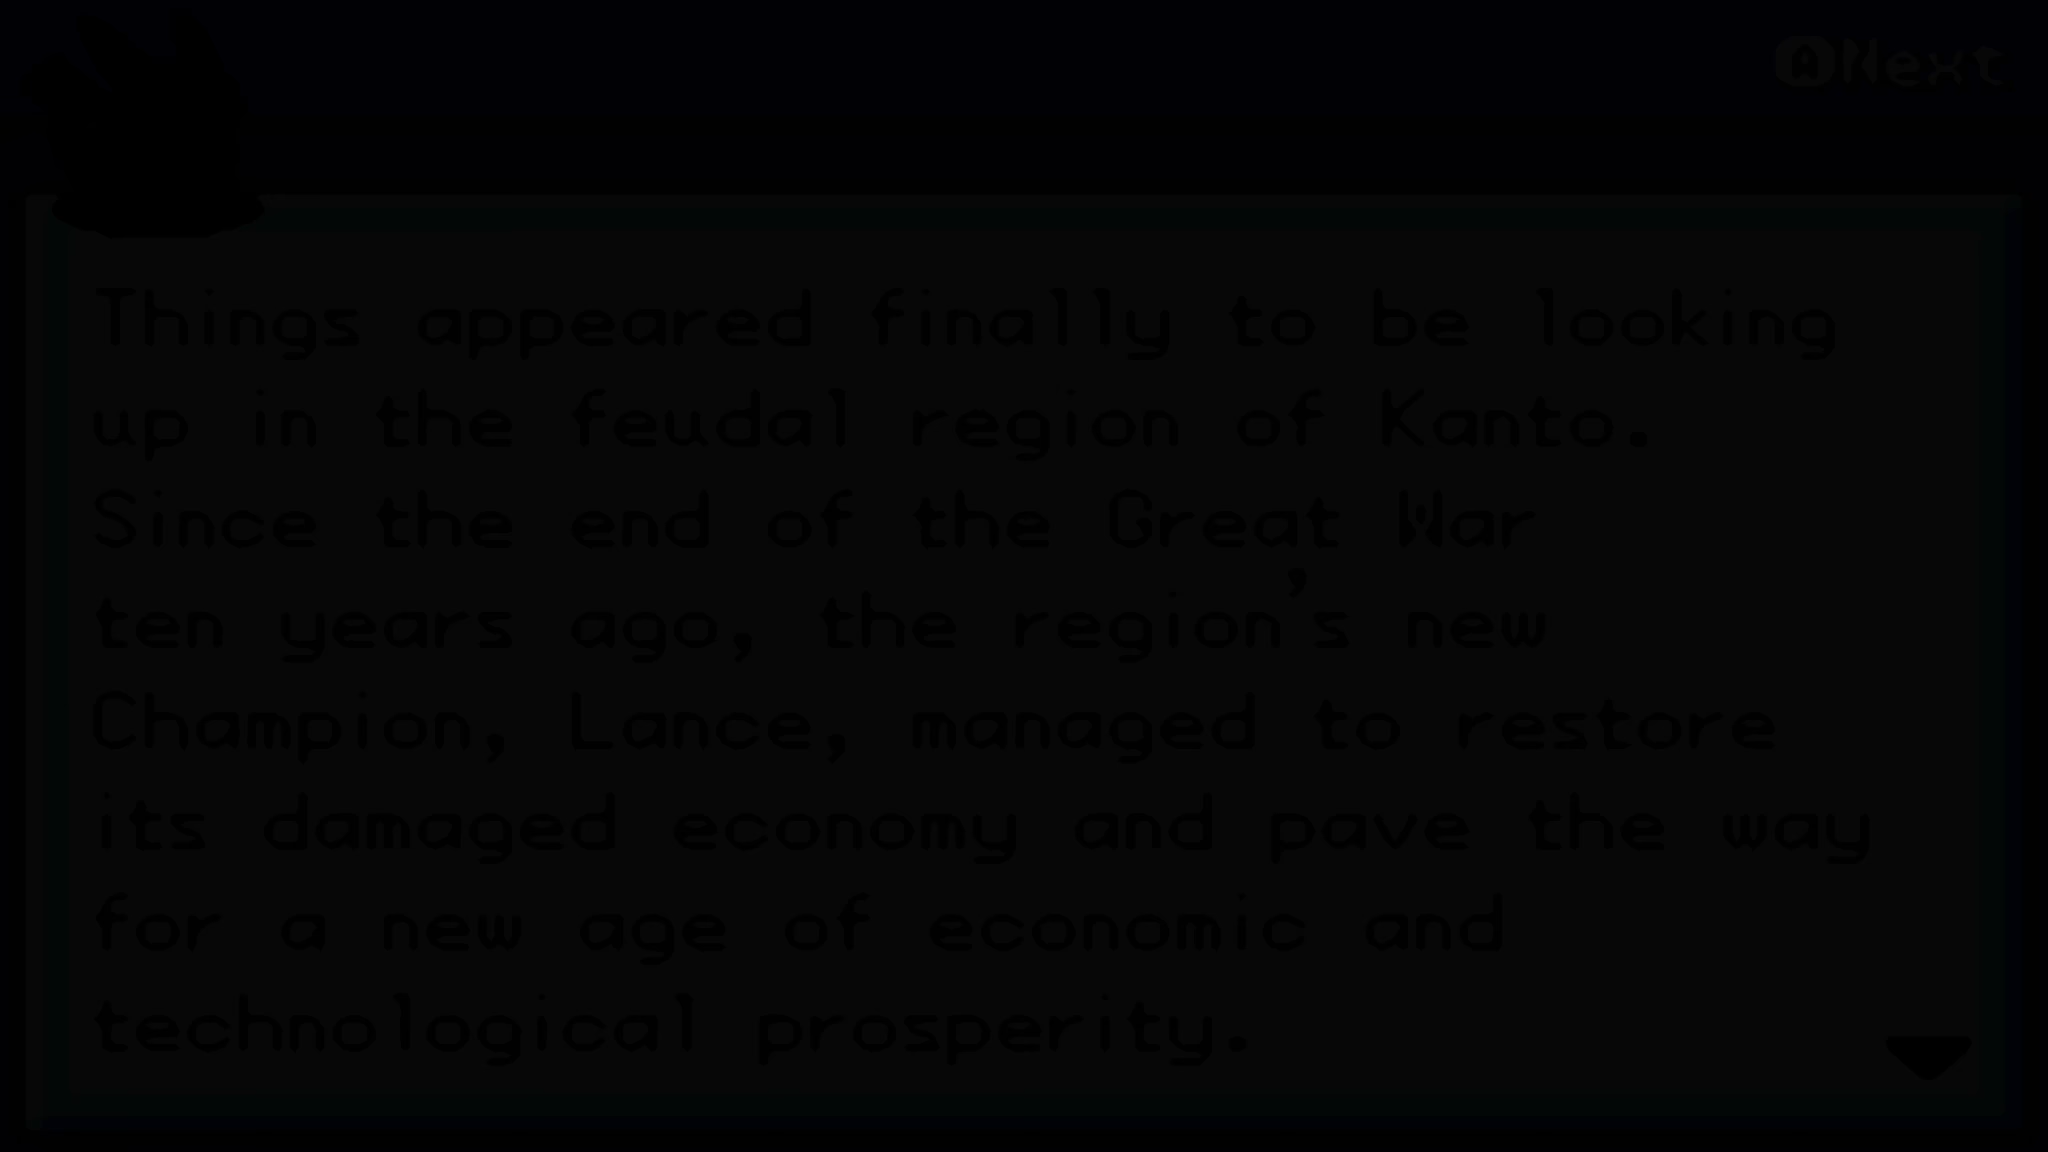 ⒶNext
Things appeared finally to be looking
up in the feudal region of Kanto.
Since the end of the Great War
ten years ago, the region's new
Champion, Lance, managed to restore
its damaged economy and pave the way
for a new age of economic and
technological prosperity.